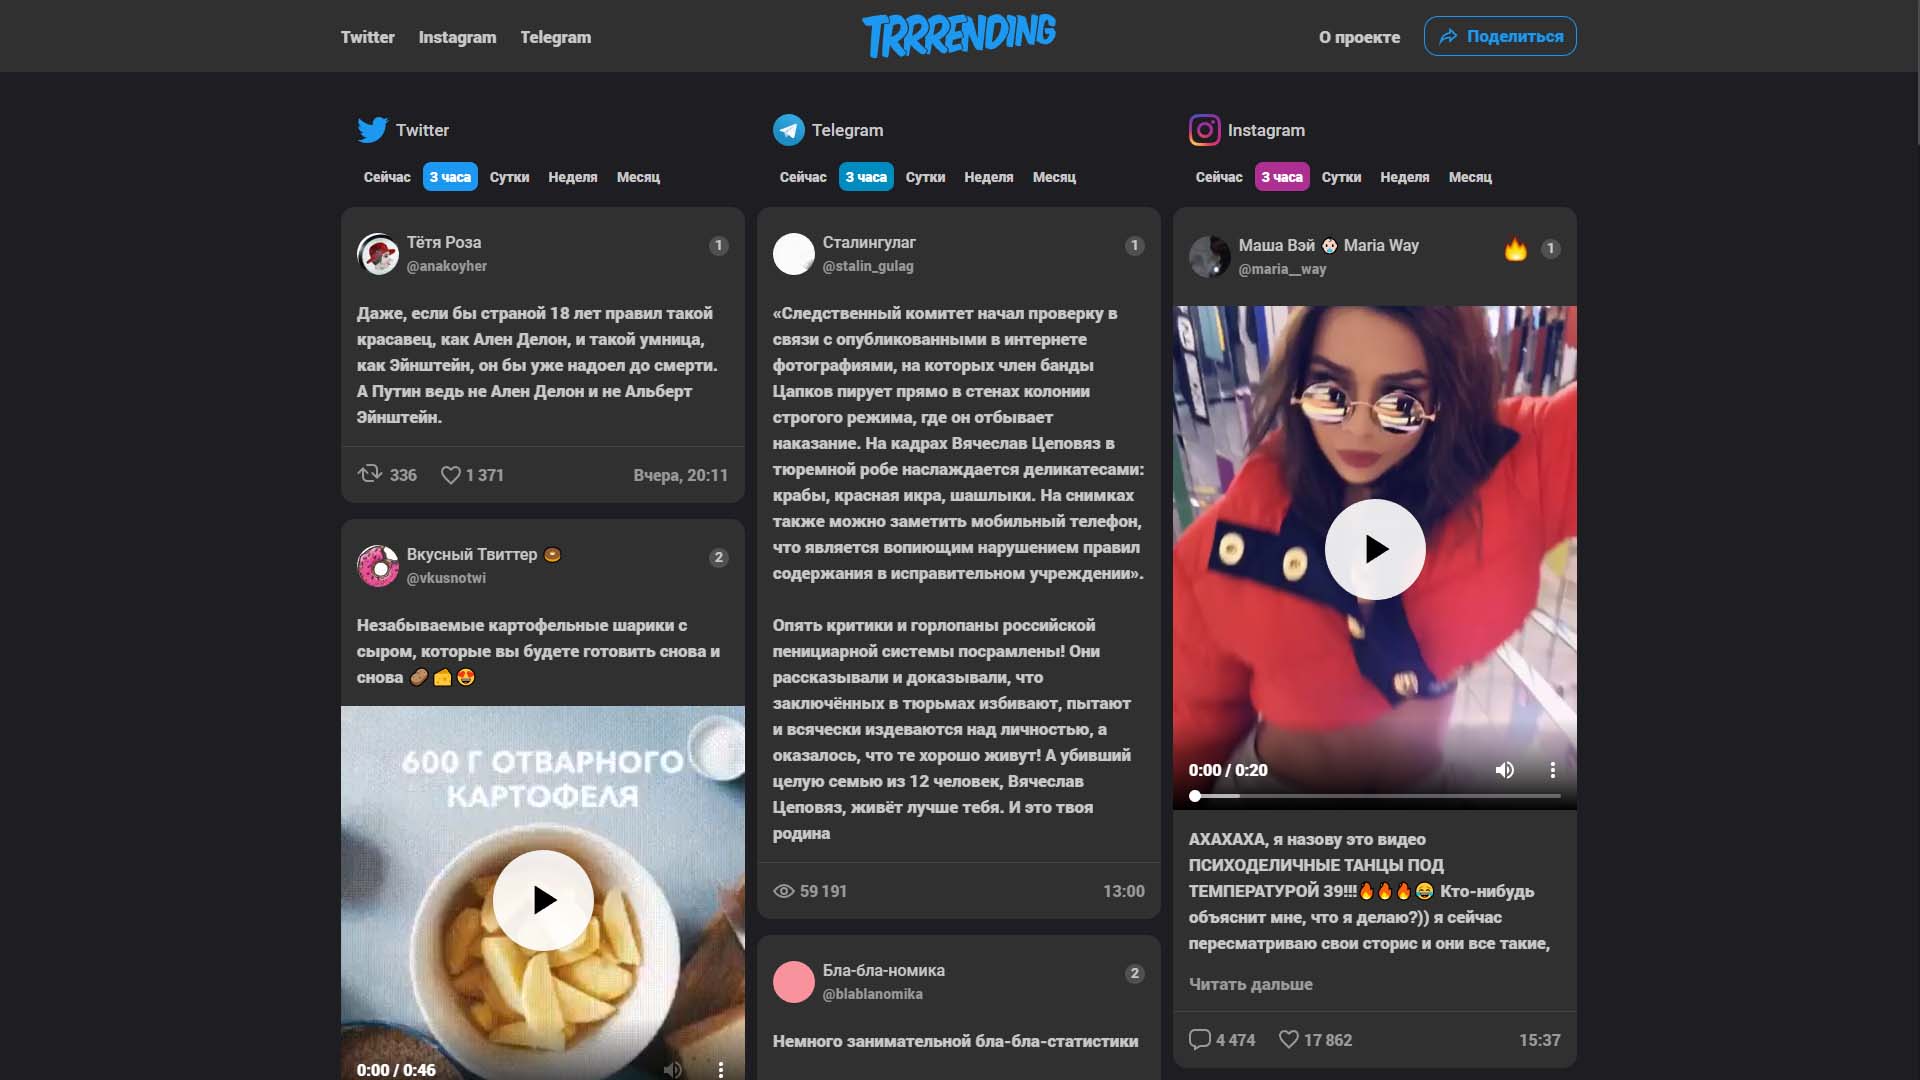 Twitter Instagram Telegram
TRRRENDING
О проекте
Поделиться
Twitter
Сейчас 3 часа Сутки Неделя Месяц
Тётя Роза
1
@anakoyher
Даже, если бы страной 18 лет правил такой
красавец, как Ален Делон, и такой умница,
как Эйнштейн, он бы уже надоел до смерти.
А Путин ведь не Ален Делон и не Альберт
Эйнштейн.
336 1 371 Вчера, 20:11
Вкусный Твиттер 🍩
2
@vkusnotwi
Незабываемые картофельные шарики с
сыром, которые вы будете готовить снова и
снова 🥔🧀😍
600 Г ОТВАРНОГО
КАРТОФЕЛЯ
0:00 / 0:46
Telegram
Сейчас 3 часа Сутки Неделя Месяц
Сталингулаг
1
@stalin_gulag
«Следственный комитет начал проверку в
связи с опубликованными в интернете
фотографиями, на которых член банды
Цапков пирует прямо в стенах колонии
строгого режима, где он отбывает
наказание. На кадрах Вячеслав Цеповяз в
тюремной робе наслаждается деликатесами:
крабы, красная икра, шашлыки. На снимках
также можно заметить мобильный телефон,
что является вопиющим нарушением правил
содержания в исправительном учреждении».
Опять критики и горлопаны российской
пенициарной системы посрамлены! Они
рассказывали и доказывали, что
заключённых в тюрьмах избивают, пытают
и всячески издеваются над личностью, а
оказалось, что те хорошо живут! А убивший
целую семью из 12 человек, Вячеслав
Цеповяз, живёт лучше тебя. И это твоя
родина
59 191 13:00
Бла-бла-номика
2
@blablanomika
Немного занимательной бла-бла-статистики
Instagram
Сейчас 3 часа Сутки Неделя Месяц
Маша Вэй Maria Way
🔥 1
@maria__way
0:00 / 0:20
АХАХАХА, я назову это видео
ПСИХОДЕЛИЧНЫЕ ТАНЦЫ ПОД
ТЕМПЕРАТУРОЙ 39!!!🔥🔥🔥😂 Кто-нибудь
объяснит мне, что я делаю?)) я сейчас
пересматриваю свои сторис и они все такие,
Читать дальше
4 474 17 862 15:37